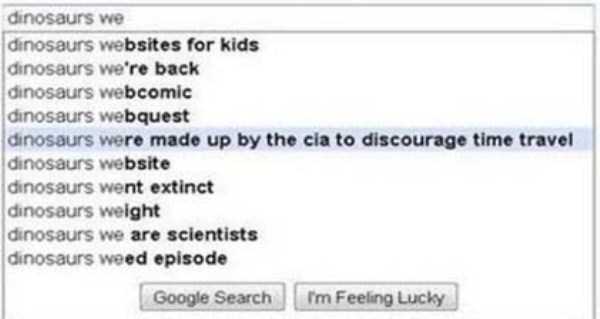 dinosaurs we
dinosaurs websites for kids
dinosaurs we're back
dinosaurs webcomic
dinosaurs webquest
dinosaurs were made up by the cia to discourage time travel
dinosaurs website
dinosaurs went extinct
dinosaurs weight
dinosaurs we are scientists
dinosaurs weed episode
Google Search I'm Feeling Lucky